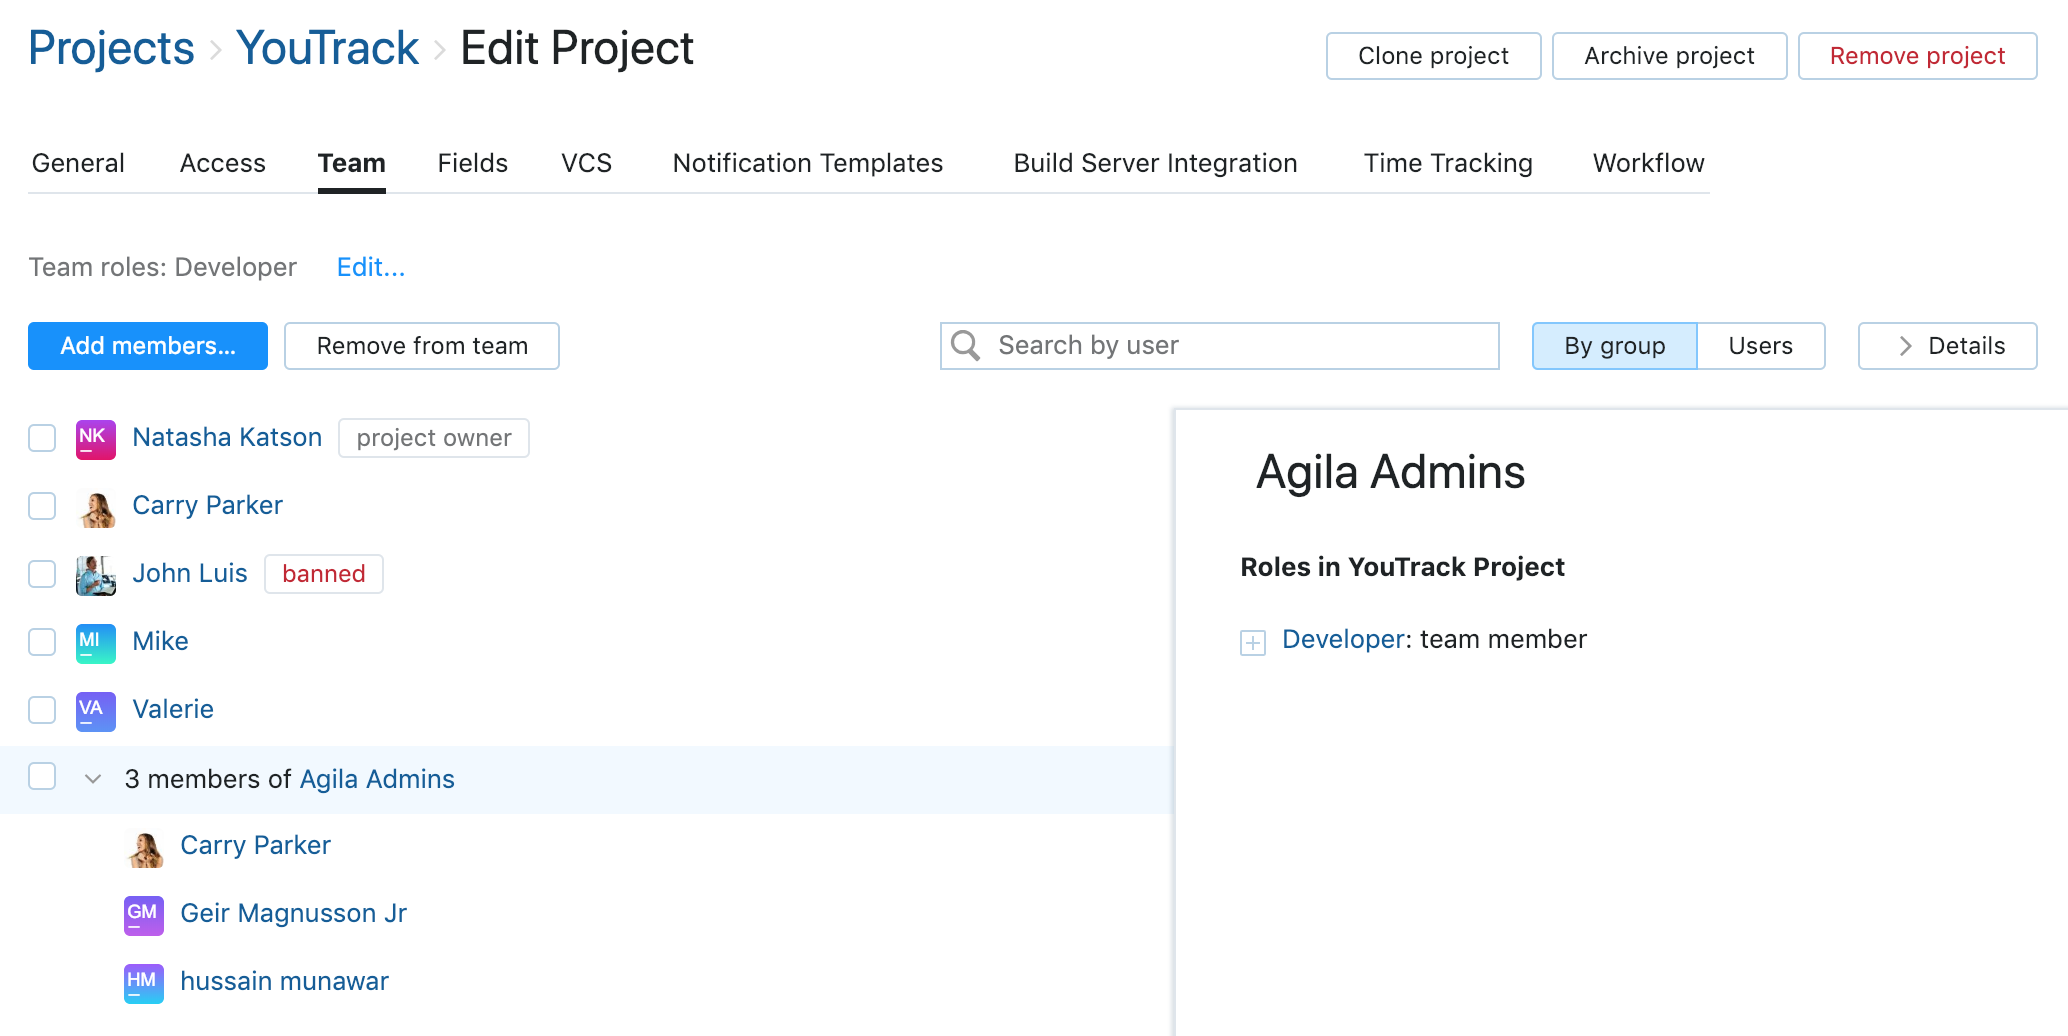 Projects › YouTrack › Edit Project
Clone project
Archive project
Remove project
General Access Team Fields VCS Notification Templates Build Server Integration Time Tracking Workflow
Team roles: Developer Edit...
Add members...
Remove from team
Search by user
By group
Users
Details
NK Natasha Katson project owner
Carry Parker
John Luis banned
MI Mike
VA Valerie
3 members of Agila Admins
Carry Parker
GM Geir Magnusson Jr
HM hussain munawar
Agila Admins
Roles in YouTrack Project
Developer: team member